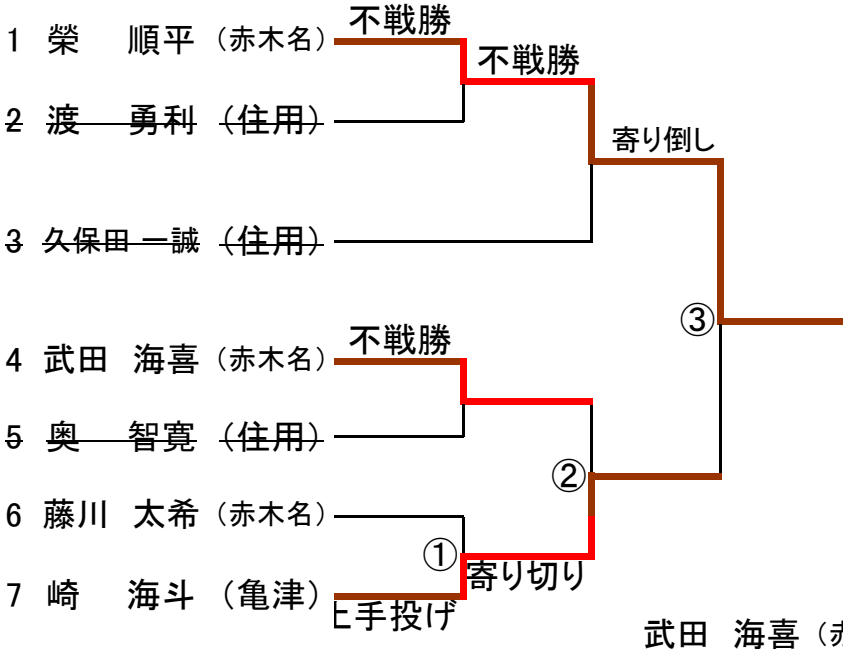 不戦勝
1 榮 順平 (赤木名)
不戦勝
2 渡 勇利 (住用)
寄り倒し
3 久保田 一誠 (住用)
③
不戦勝
4 武田 海喜 (赤木名)
5 奥 智寛 (住用)
②
6 藤川 太希 (赤木名)
①
寄り切り
7 崎 海斗 (亀津)
上手投げ
武田 海喜 (赤